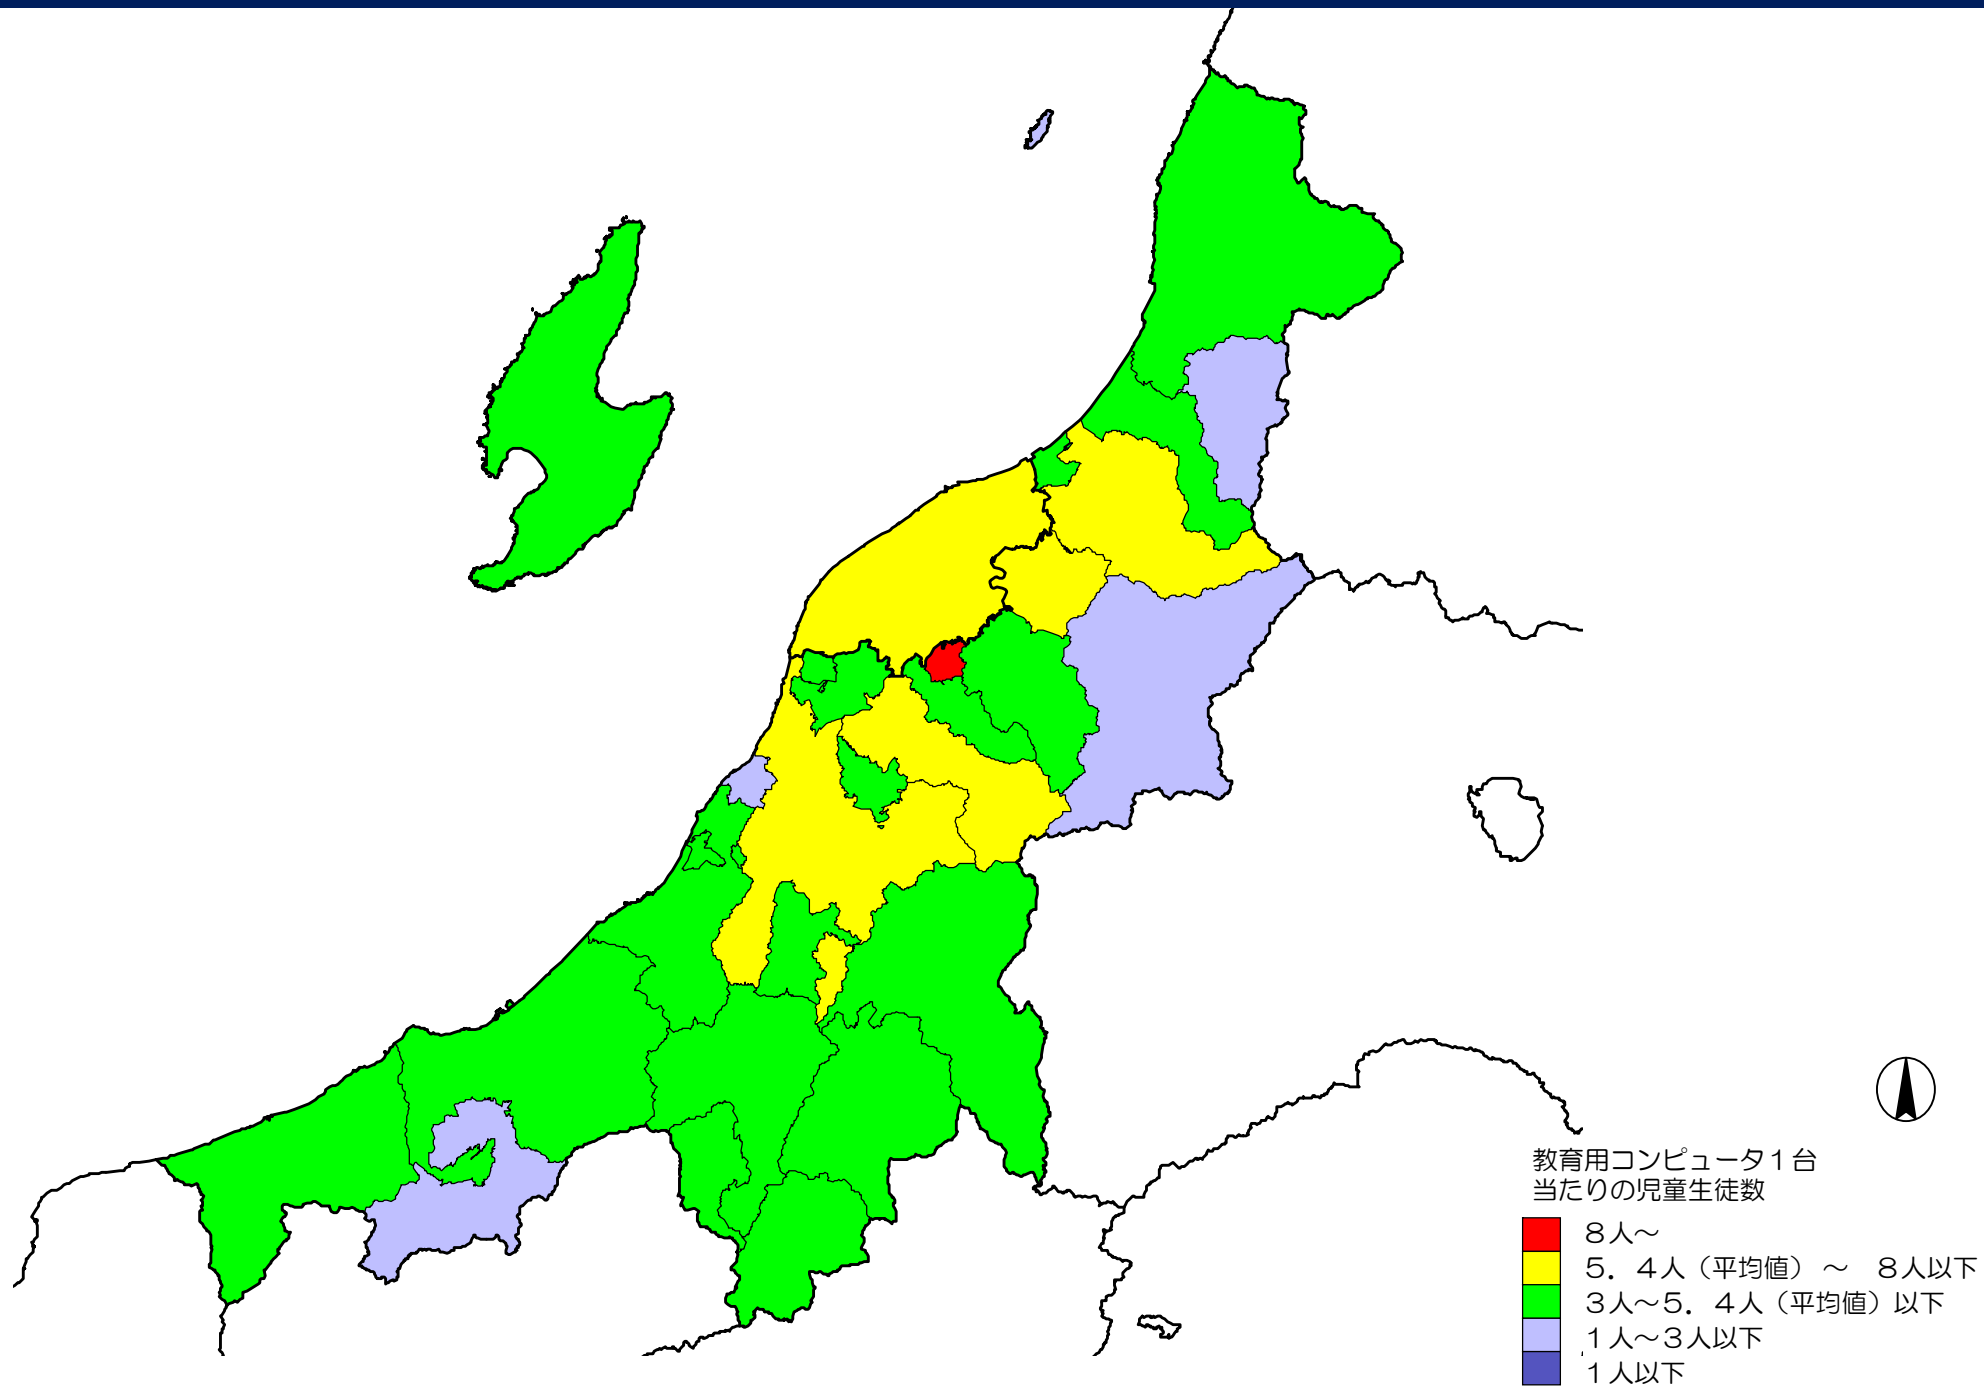 教育用コンピュータ１台
当たりの児童生徒数
８人～
５．４人（平均値）～　８人以下
３人～５．４人（平均値）以下
１人～３人以下
１人以下